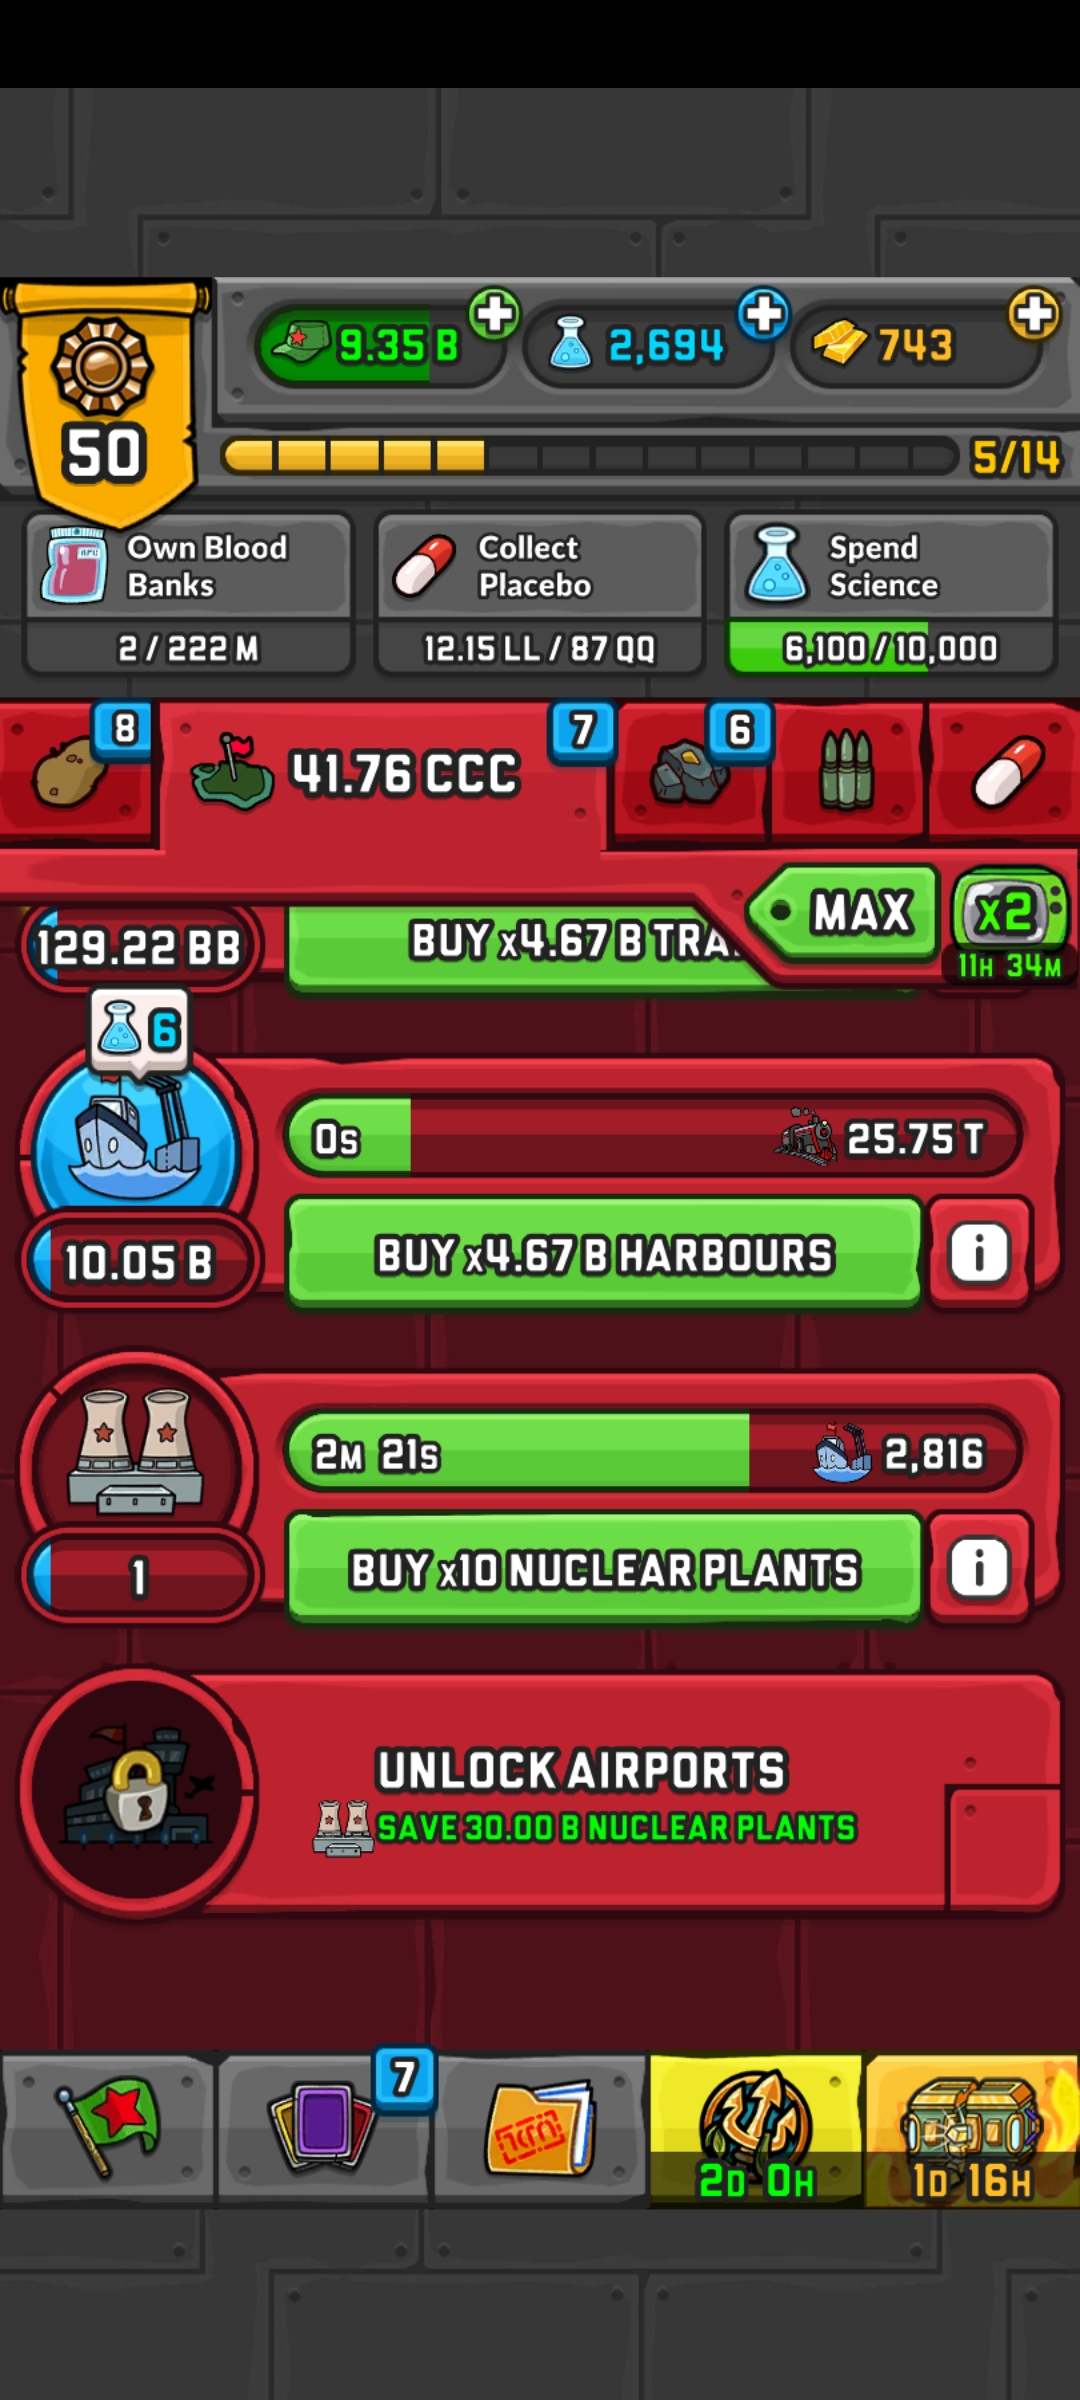 9.35 B
2,694
743
50
5/14
Own Blood
Banks
2 / 222 M
Collect
Placebo
12.15 LL / 87 QQ
Spend
Science
6,100 / 10,000
8
41.76 CCC
7
6
MAX
x2
11H 34M
129.22 BB
BUY x4.67 B
6
0s
25.75 T
10.05 B
BUY x4.67 B HARBOURS
i
2M 21s
2,816
1
BUY x10 NUCLEAR PLANTS
i
UNLOCK AIRPORTS
SAVE 30.00 B NUCLEAR PLANTS
7
2D 0H
1D 16H